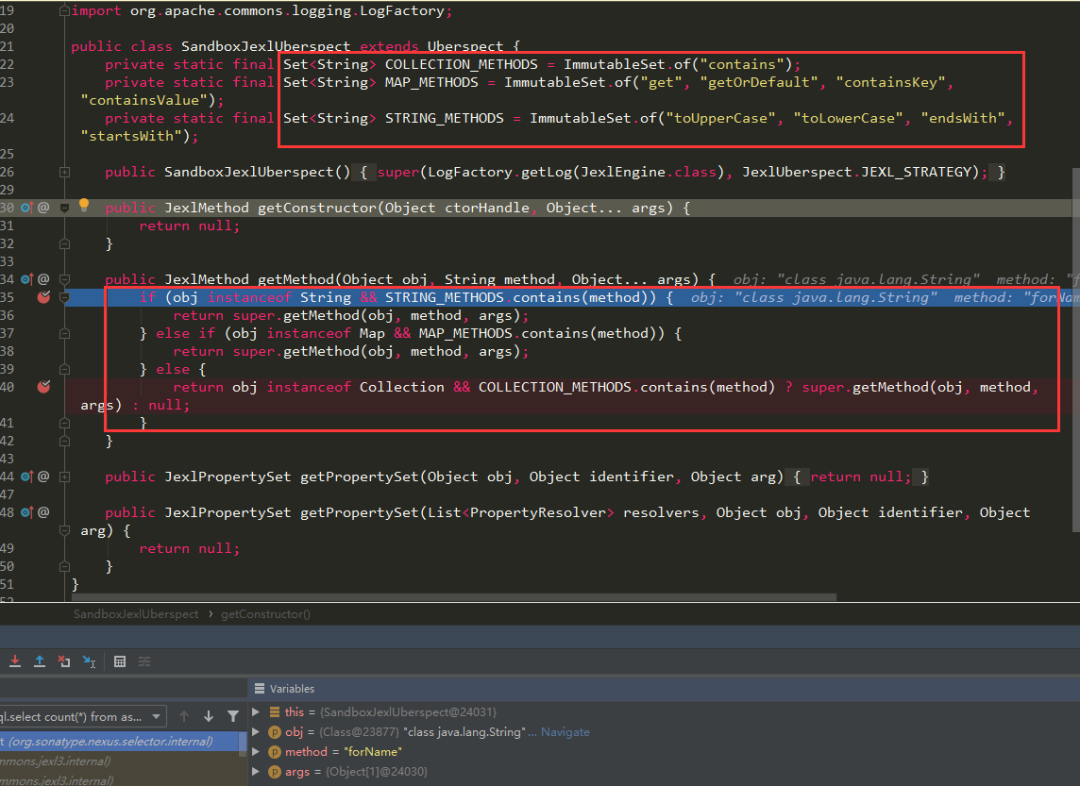 19 import org.apache.commons.logging.LogFactory;
20
21 public class SandboxJexlUberspect extends Uberspect {
22 private static final Set<String> COLLECTION_METHODS = ImmutableSet.of("contains");
23 private static final Set<String> MAP_METHODS = ImmutableSet.of("get", "getOrDefault", "containsKey",
"containsValue");
24 private static final Set<String> STRING_METHODS = ImmutableSet.of("toUpperCase", "toLowerCase", "endsWith",
"startsWith");
25
26 public SandboxJexlUberspect() { super(LogFactory.getLog(JexlEngine.class), JexlUberspect.JEXL_STRATEGY); }
29
30 @ public JexlMethod getConstructor(Object ctorHandle, Object... args) {
31 return null;
32 }
33
34 @ public JexlMethod getMethod(Object obj, String method, Object... args) { obj: "class java.lang.String" method: "f
35 if (obj instanceof String && STRING_METHODS.contains(method)) { obj: "class java.lang.String" method: "forNam
36 return super.getMethod(obj, method, args);
37 } else if (obj instanceof Map && MAP_METHODS.contains(method)) {
38 return super.getMethod(obj, method, args);
39 } else {
40 return obj instanceof Collection && COLLECTION_METHODS.contains(method) ? super.getMethod(obj, method,
args) : null;
41 }
42 }
43
44 @ public JexlPropertySet getPropertySet(Object obj, Object identifier, Object arg) { return null; }
47
48 @ public JexlPropertySet getPropertySet(List<PropertyResolver> resolvers, Object obj, Object identifier, Object
arg) {
49 return null;
50 }
51 }
52
SandboxJexlUberspect › getConstructor()
Variables
ql.select count(*) from as...
this = {SandboxJexlUberspect@24031}
obj = {Class@23877} "class java.lang.String"... Navigate
t (org.sonatype.nexus.selector.internal)
method = "forName"
mmons.jexl3.internal)
args = {Object[1]@24030}
mmons.jexl3.internal)